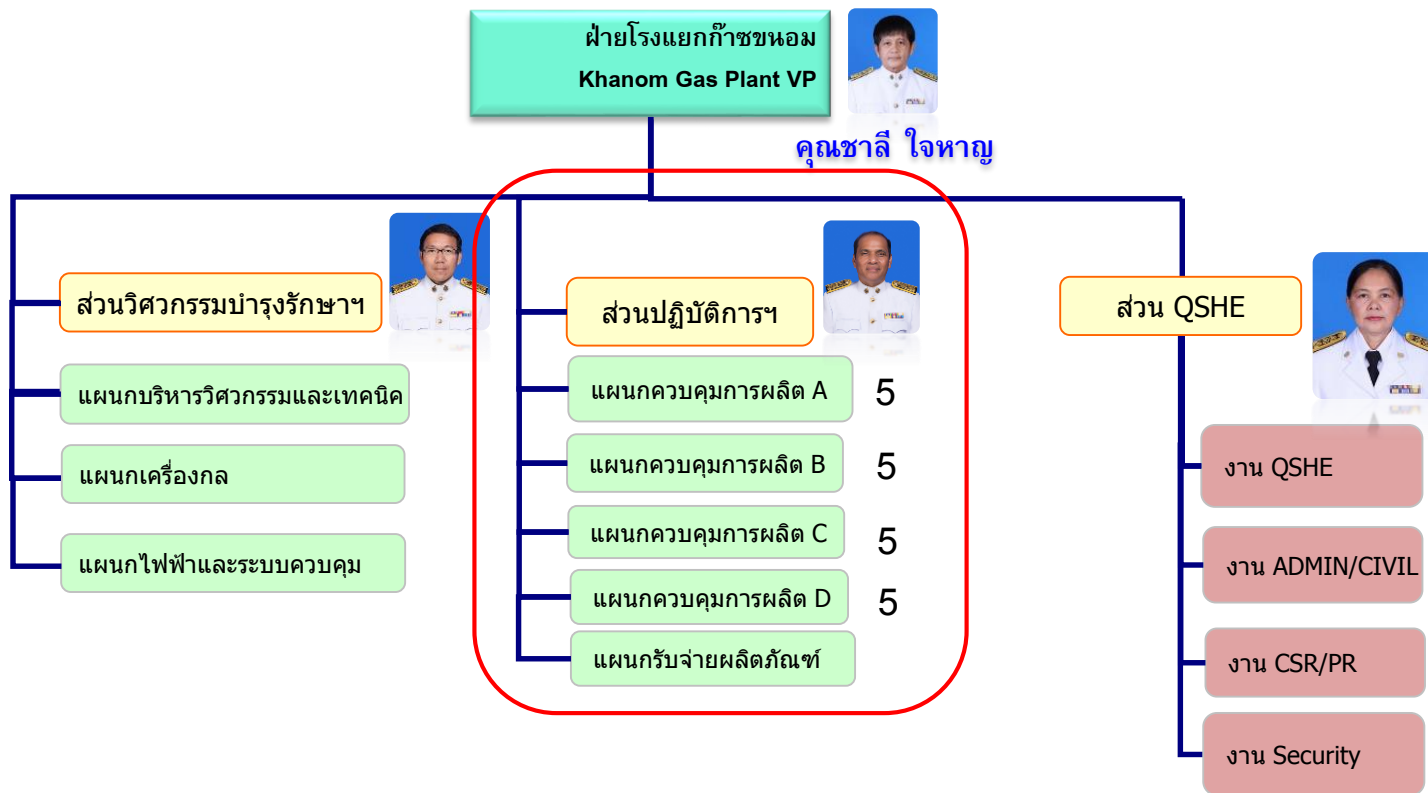 ฝ่ายโรงแยกก๊าซขนอม
Khanom Gas Plant VP
คุณชาลี ใจหาญ
ส่วนวิศวกรรมบำรุงรักษาฯ
แผนกบริหารวิศวกรรมและเทคนิค
แผนกเครื่องกล
แผนกไฟฟ้าและระบบควบคุม
ส่วนปฏิบัติการฯ
แผนกควบคุมการผลิต A 5
แผนกควบคุมการผลิต B 5
แผนกควบคุมการผลิต C 5
แผนกควบคุมการผลิต D 5
แผนกรับจ่ายผลิตภัณฑ์
ส่วน QSHE
งาน QSHE
งาน ADMIN/CIVIL
งาน CSR/PR
งาน Security